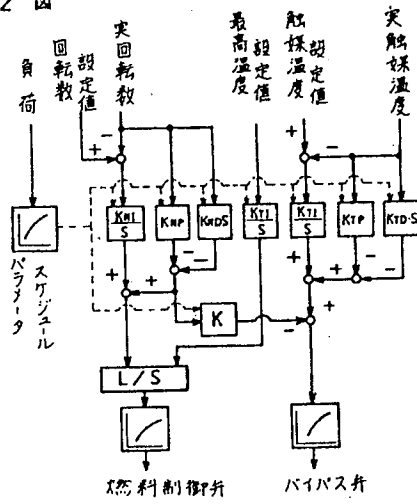 2 図
負荷
回転数
設定値
実回転数
最高温度
設定値
触媒温度
設定値
実触媒温度
−
+
+
−
KNI
S
KNP
KNDS
KTI
S
KTI
S
KTP
KTD·S
パラメータ
スケジュール
−
−
+
+
+
+
−
−
+
K
−
L/S
燃料制御弁
バイパス弁